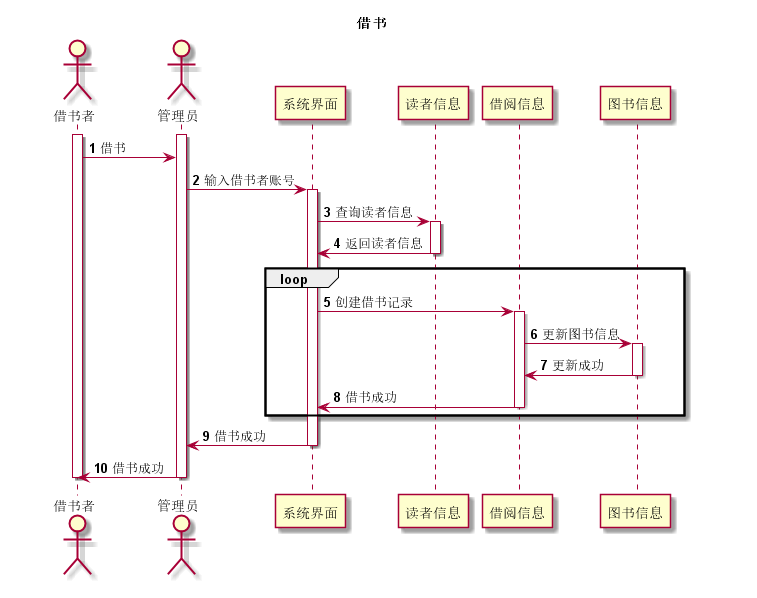 借书
借书者
管理员
系统界面
读者信息
借阅信息
图书信息
1 借书
2 输入借书者账号
3 查询读者信息
4 返回读者信息
loop
5 创建借书记录
6 更新图书信息
7 更新成功
8 借书成功
9 借书成功
10 借书成功
借书者
管理员
系统界面
读者信息
借阅信息
图书信息